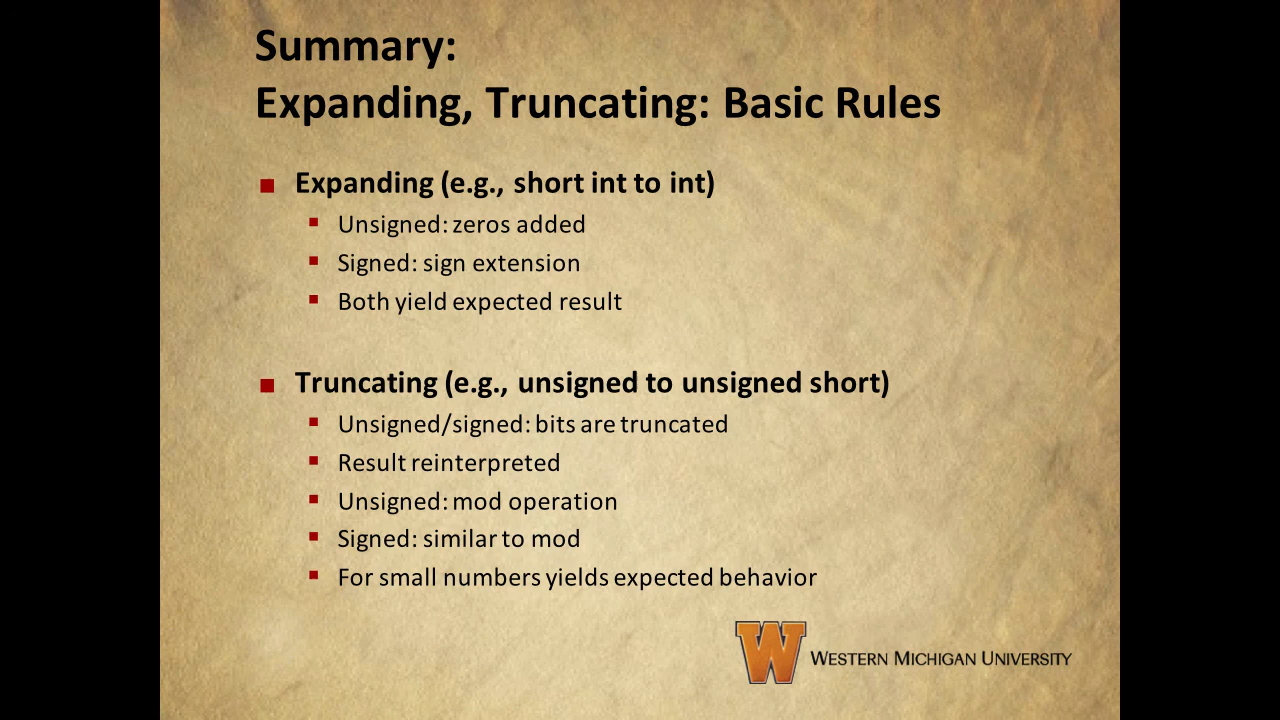 Summary:
Expanding, Truncating: Basic Rules
Expanding (e.g., short int to int)
Unsigned: zeros added
Signed: sign extension
Both yield expected result
Truncating (e.g., unsigned to unsigned short)
Unsigned/signed: bits are truncated
Result reinterpreted
Unsigned: mod operation
Signed: similar to mod
For small numbers yields expected behavior
W WESTERN MICHIGAN UNIVERSITY